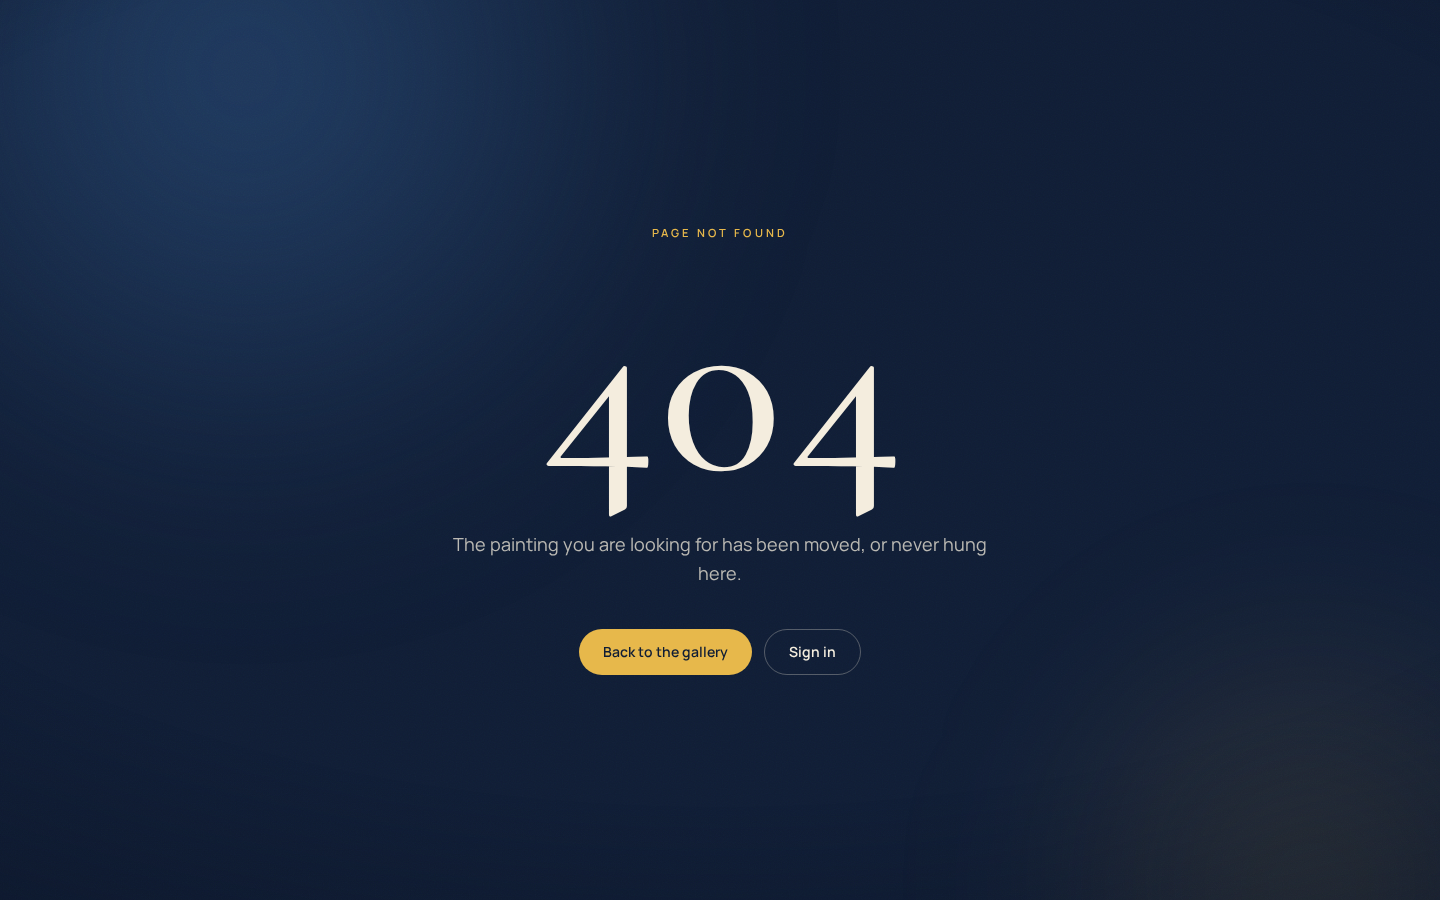 PAGE NOT FOUND
404
The painting you are looking for has been moved, or never hung
here.
Back to the gallery
Sign in